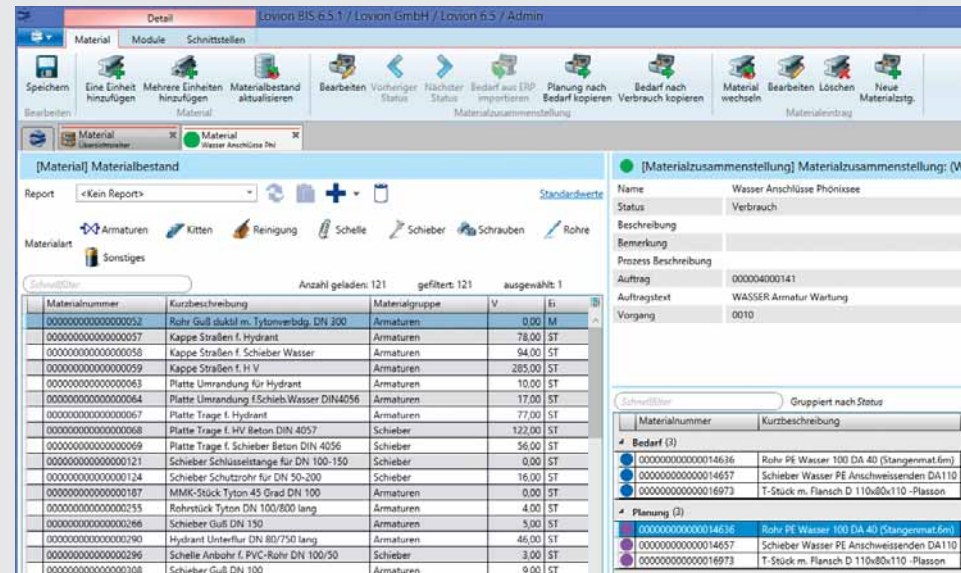 Detail Lovion BIS 6.5.1 / Lovion GmbH / Lovion 6.5 / Admin
Material Module Schnittstellen
Speichern
Eine Einheit hinzufügen
Mehrere Einheiten hinzufügen
Materialbestand aktualisieren
Bearbeiten
Vorheriger Status
Nächster Status
Bedarf aus ERP importieren
Planung nach Bedarf kopieren
Bedarf nach Verbrauch kopieren
Material wechseln
Bearbeiten
Löschen
Neue Materialzstg.
Bearbeiten Material Materialzusammenstellung Materialeintrag
Material
Übersichtsreiter
Material
Wasser Anschlüsse Phö
[Material] Materialbestand
Report <Kein Report> Standardwerte
Materialart
Armaturen Kitten Reinigung Schelle Schieber Schrauben Rohre
Sonstiges
Schnellfilter Anzahl geladen: 121 gefiltert: 121 ausgewählt: 1
Materialnummer Kurzbeschreibung Materialgruppe V Ei
000000000000000052 Rohr Guß duktil m. Tytonverbdg. DN 300 Armaturen 0,00 M
000000000000000057 Kappe Straßen f. Hydrant Armaturen 78,00 ST
000000000000000058 Kappe Straßen f. Schieber Wasser Armaturen 94,00 ST
000000000000000059 Kappe Straßen f. H V Armaturen 285,00 ST
000000000000000063 Platte Umrandung für Hydrant Armaturen 10,00 ST
000000000000000064 Platte Umrandung f.Schieb.Wasser DIN4056 Armaturen 17,00 ST
000000000000000067 Platte Trage f. Hydrant Armaturen 77,00 ST
000000000000000068 Platte Trage f. HV Beton DIN 4057 Schieber 122,00 ST
000000000000000069 Platte Trage f. Schieber Beton DIN 4056 Schieber 56,00 ST
000000000000000121 Schieber Schlüsselstange für DN 100-150 Schieber 0,00 ST
000000000000000124 Schieber Schutzrohr für DN 50-200 Schieber 16,00 ST
000000000000000187 MMK-Stück Tyton 45 Grad DN 100 Armaturen 0,00 ST
000000000000000255 Rohrstück Tyton DN 100/800 lang Armaturen 4,00 ST
000000000000000266 Schieber Guß DN 150 Armaturen 5,00 ST
000000000000000290 Hydrant Unterflur DN 80/750 lang Armaturen 46,00 ST
000000000000000296 Schelle Anbohr f. PVC-Rohr DN 100/50 Schieber 3,00 ST
000000000000000308 Schieber Guß DN 100 Armaturen 9,00 ST
[Materialzusammenstellung] Materialzusammenstellung: (W
Name Wasser Anschlüsse Phönixsee
Status Verbrauch
Beschreibung
Bemerkung
Prozess Beschreibung
Auftrag 000004000141
Auftragstext WASSER Armatur Wartung
Vorgang 0010
Schnellfilter Gruppiert nach Status
Materialnummer Kurzbeschreibung
Bedarf (3)
000000000000014636 Rohr PE Wasser 100 DA 40 (Stangenmat.6m)
000000000000014657 Schieber Wasser PE Anschweissenden DA110
000000000000016973 T-Stück m. Flansch D 110x80x110 -Plasson
Planung (3)
000000000000014636 Rohr PE Wasser 100 DA 40 (Stangenmat.6m)
000000000000014657 Schieber Wasser PE Anschweissenden DA110
000000000000016973 T-Stück m. Flansch D 110x80x110 -Plasson